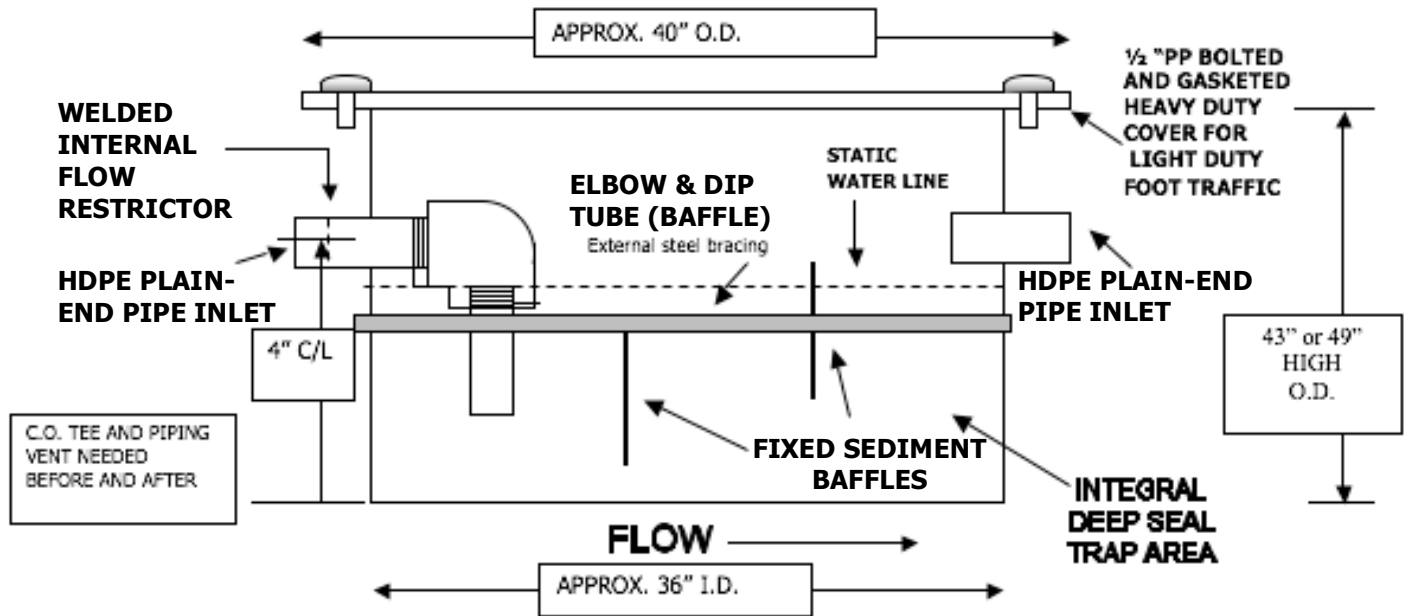 APPROX. 40" O.D.
½ "PP BOLTED
AND GASKETED
HEAVY DUTY
COVER FOR
LIGHT DUTY
FOOT TRAFFIC
WELDED
INTERNAL
FLOW
RESTRICTOR
STATIC
WATER LINE
ELBOW & DIP
TUBE (BAFFLE)
External steel bracing
HDPE PLAIN-
END PIPE INLET
HDPE PLAIN-END
PIPE INLET
4" C/L
43" or 49"
HIGH
O.D.
C.O. TEE AND PIPING
VENT NEEDED
BEFORE AND AFTER
FIXED SEDIMENT
BAFFLES
INTEGRAL
DEEP SEAL
TRAP AREA
FLOW
APPROX. 36" I.D.